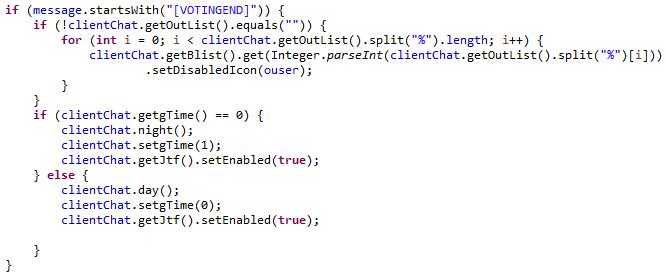 if (message.startsWith("[VOTINGEND]")) {
    if (!clientChat.getOutList().equals("")) {
        for (int i = 0; i < clientChat.getOutList().split("%").length; i++) {
            clientChat.getBlist().get(Integer.parseInt(clientChat.getOutList().split("%")[i]))
                    .setDisabledIcon(ouser);
        }
    }
    if (clientChat.getgTime() == 0) {
        clientChat.night();
        clientChat.setgTime(1);
        clientChat.getJtf().setEnabled(true);
    } else {
        clientChat.day();
        clientChat.setgTime(0);
        clientChat.getJtf().setEnabled(true);

    }
}